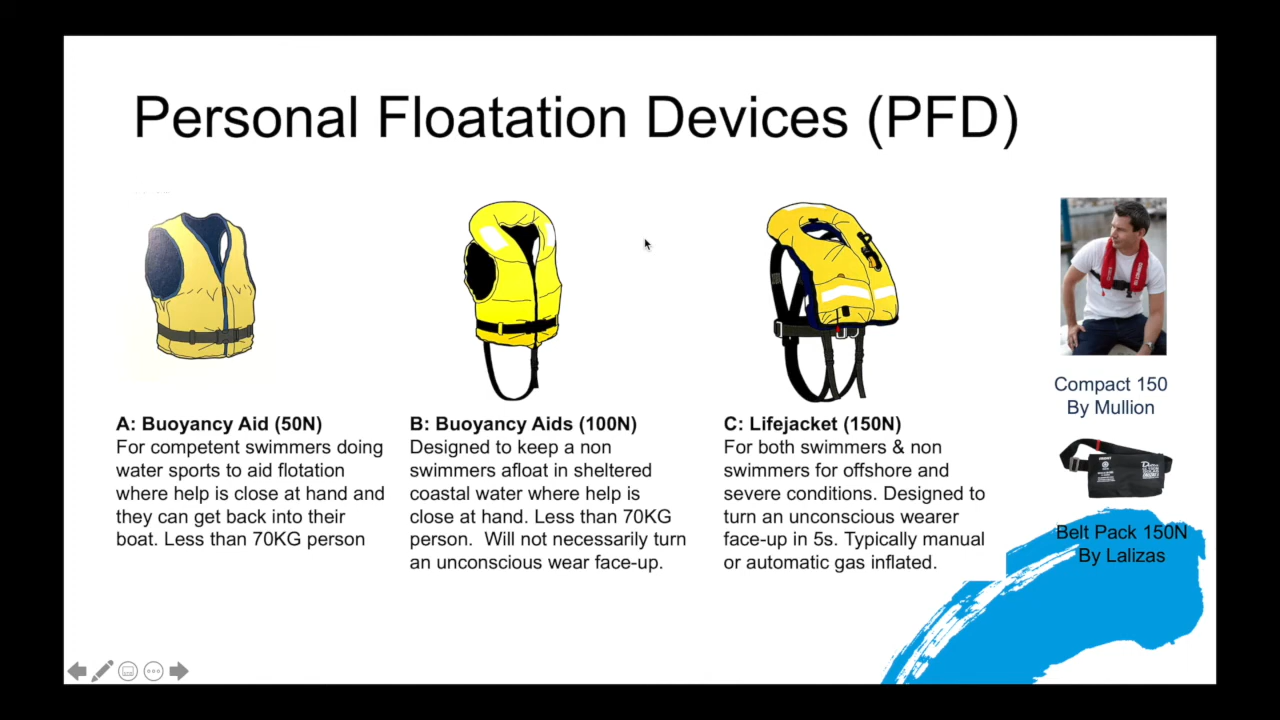 Personal Floatation Devices (PFD)
A: Buoyancy Aid (50N)
For competent swimmers doing
water sports to aid flotation
where help is close at hand and
they can get back into their
boat. Less than 70KG person
B: Buoyancy Aids (100N)
Designed to keep a non
swimmers afloat in sheltered
coastal water where help is
close at hand. Less than 70KG
person.  Will not necessarily turn
an unconscious wear face-up.
C: Lifejacket (150N)
For both swimmers & non
swimmers for offshore and
severe conditions. Designed to
turn an unconscious wearer
face-up in 5s. Typically manual
or automatic gas inflated.
Compact 150
By Mullion
Belt Pack 150N
By Lalizas